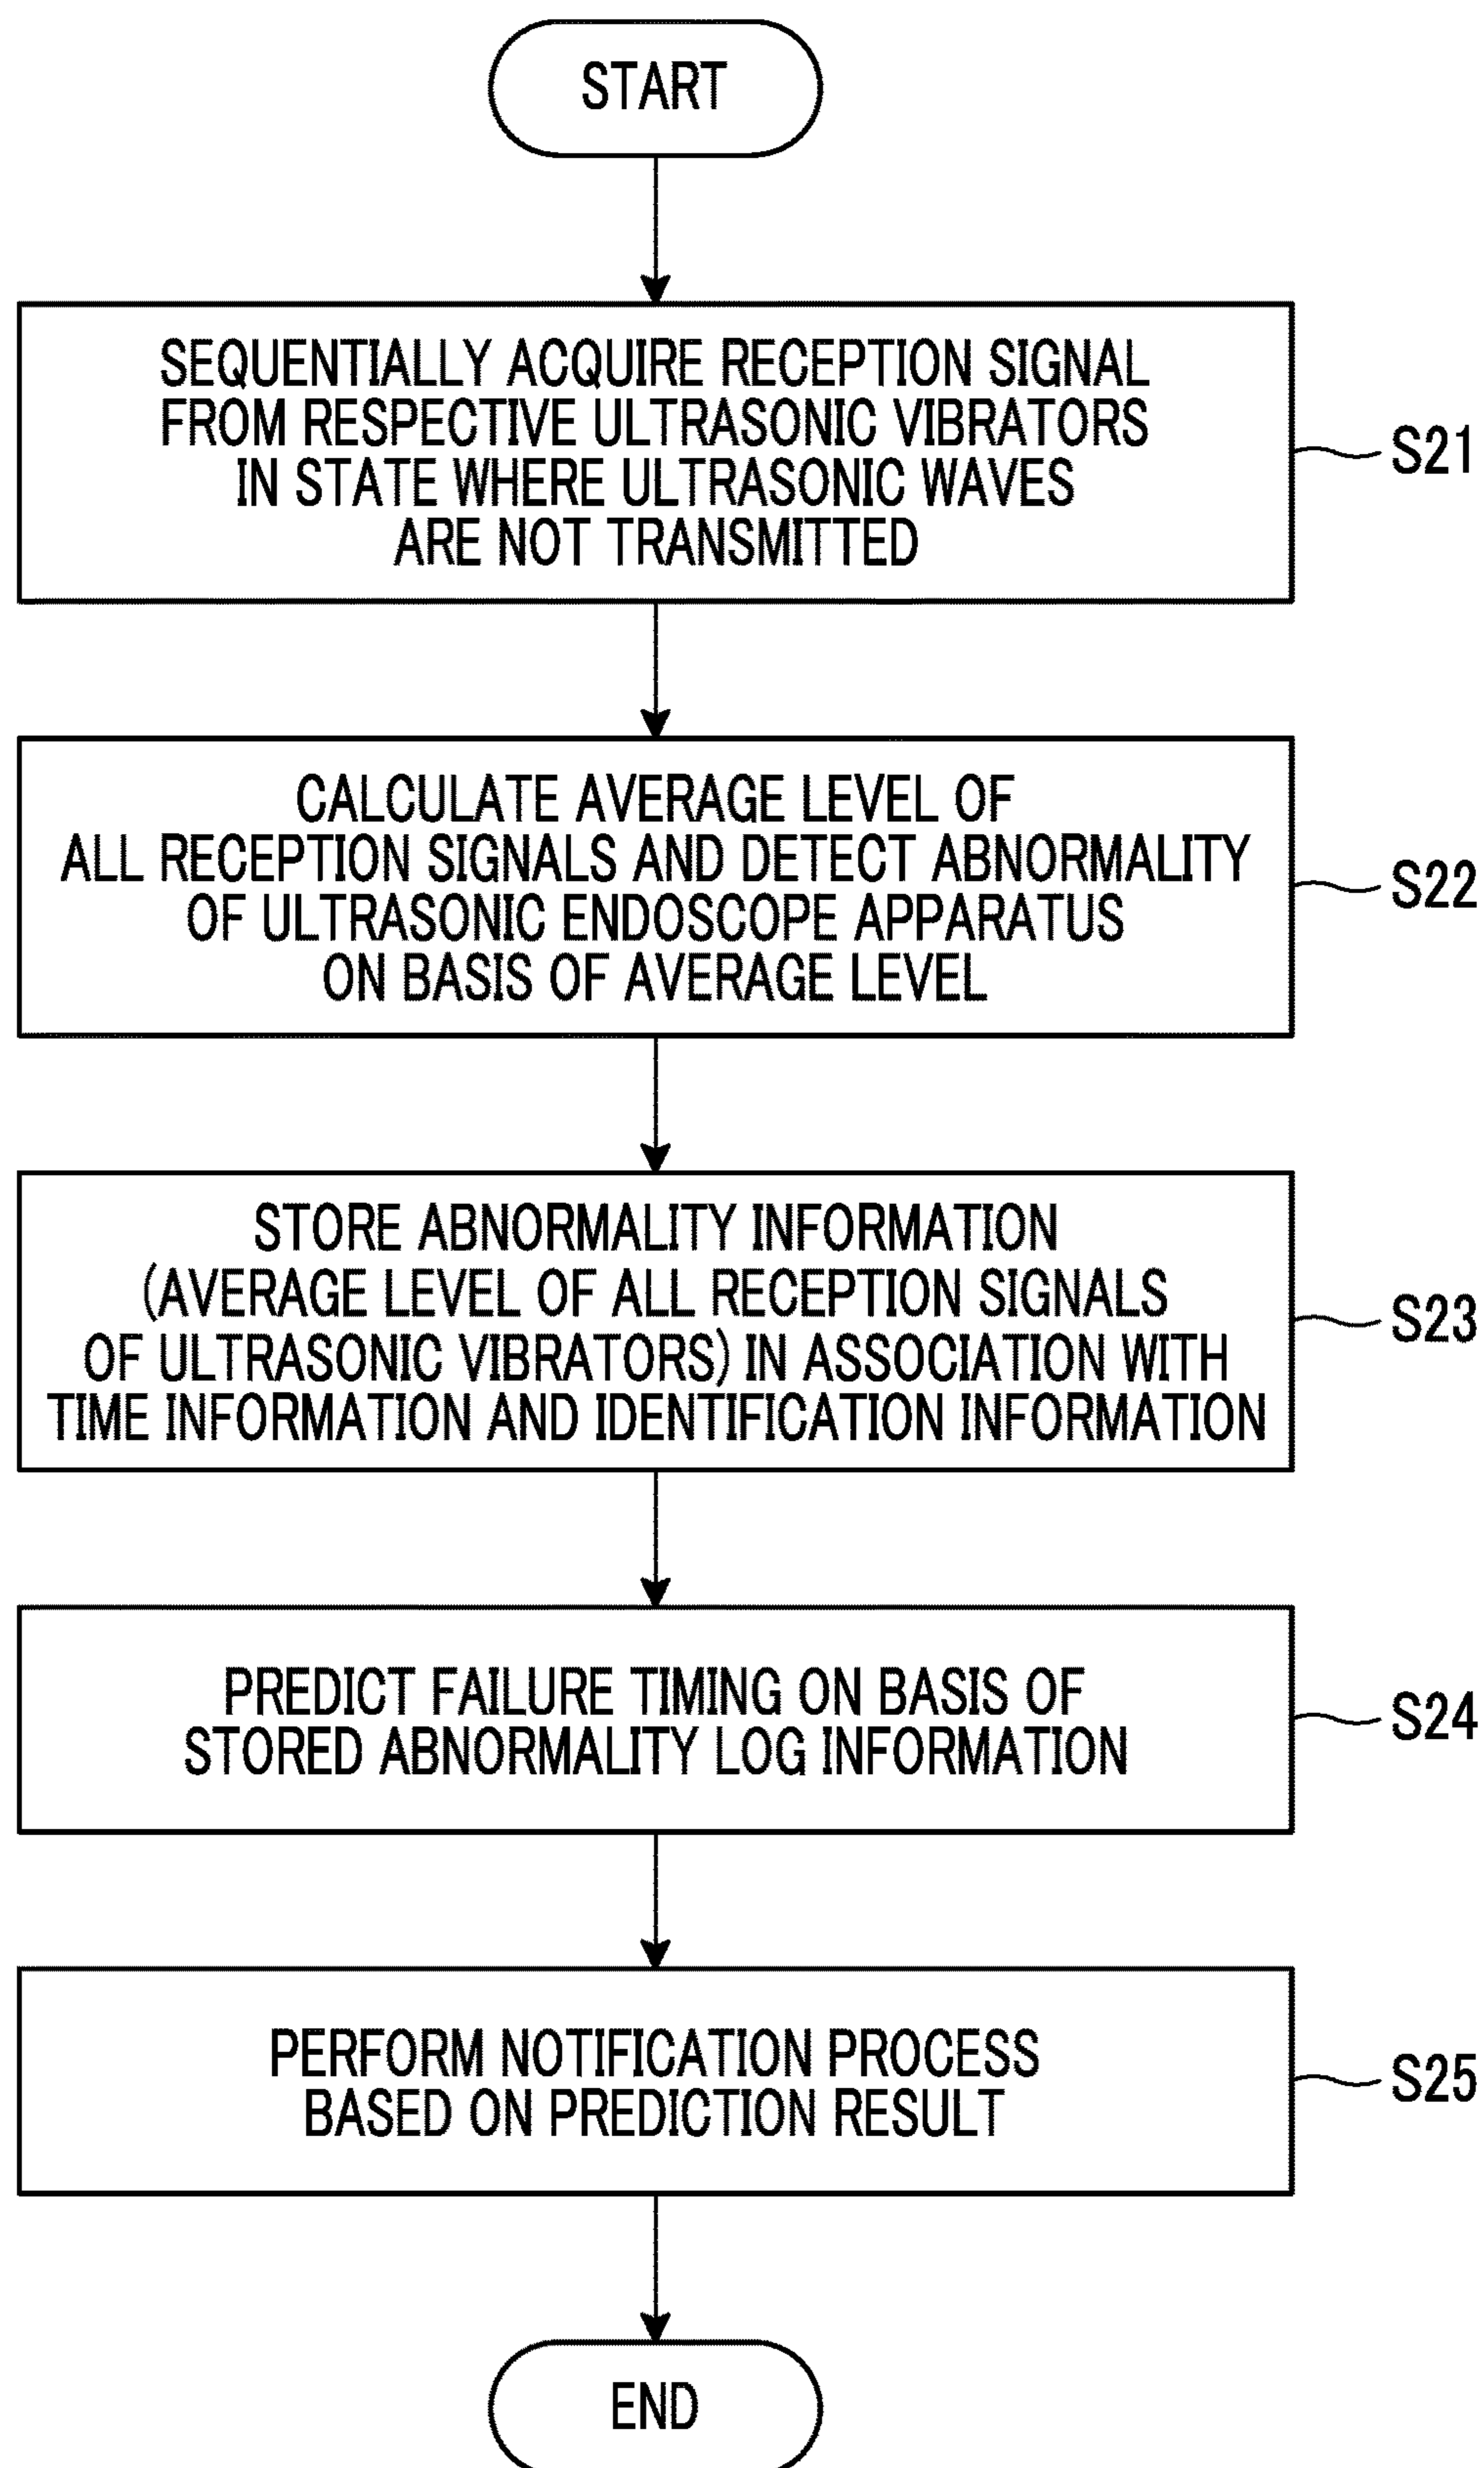 START
SEQUENTIALLY ACQUIRE RECEPTION SIGNAL
FROM RESPECTIVE ULTRASONIC VIBRATORS
IN STATE WHERE ULTRASONIC WAVES
ARE NOT TRANSMITTED
S21
CALCULATE AVERAGE LEVEL OF
ALL RECEPTION SIGNALS AND DETECT ABNORMALITY
OF ULTRASONIC ENDOSCOPE APPARATUS
ON BASIS OF AVERAGE LEVEL
S22
STORE ABNORMALITY INFORMATION
(AVERAGE LEVEL OF ALL RECEPTION SIGNALS
OF ULTRASONIC VIBRATORS) IN ASSOCIATION WITH
TIME INFORMATION AND IDENTIFICATION INFORMATION
S23
PREDICT FAILURE TIMING ON BASIS OF
STORED ABNORMALITY LOG INFORMATION
S24
PERFORM NOTIFICATION PROCESS
BASED ON PREDICTION RESULT
S25
END